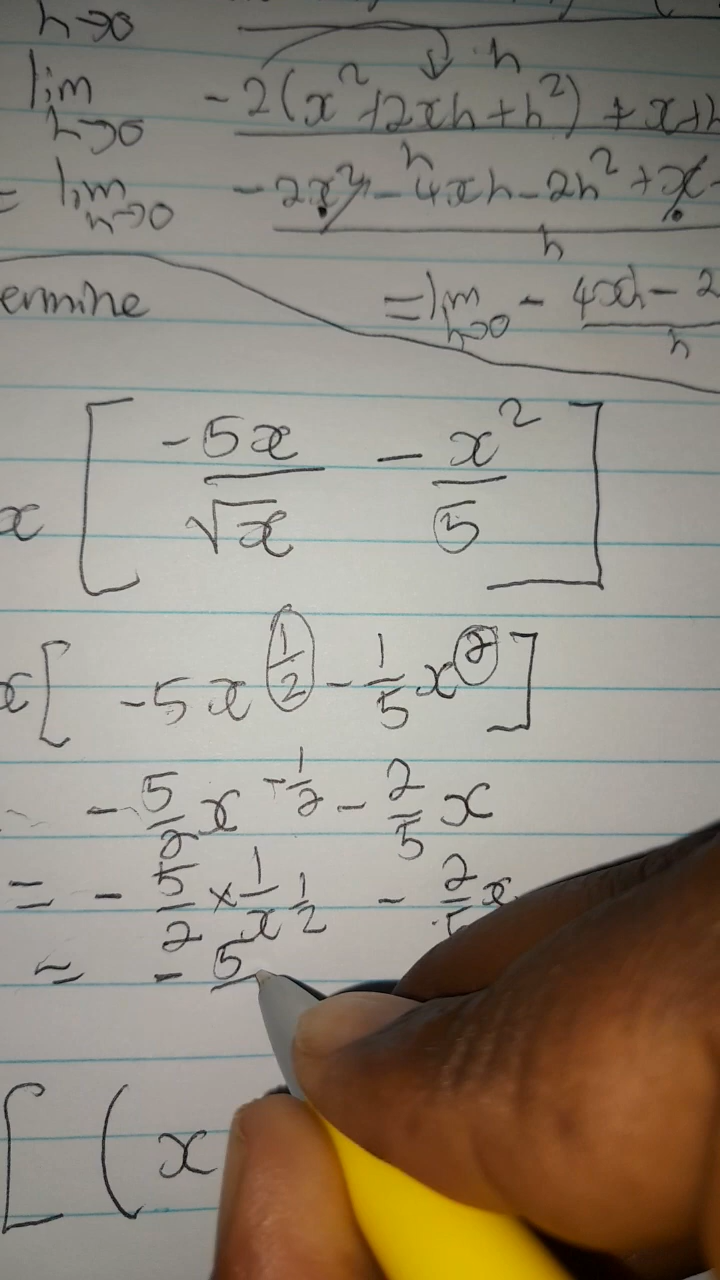 h→0 h
lim -2(x² + 2xh + h²) + x + h
h→0 h
= lim -2x² - 4xh - 2h² + x -
h→0 h
ermine = lim - 4xh - 2
h→0 h
x [ -5x/√x - x²/5 ]
x[ -5x^(1/2) - 1/5 x^2 ]
- 5/2 x^(-1/2) - 2/5 x
= - 5/2 × 1/x^(1/2) - 2/5 x
= - 5
[ ( x